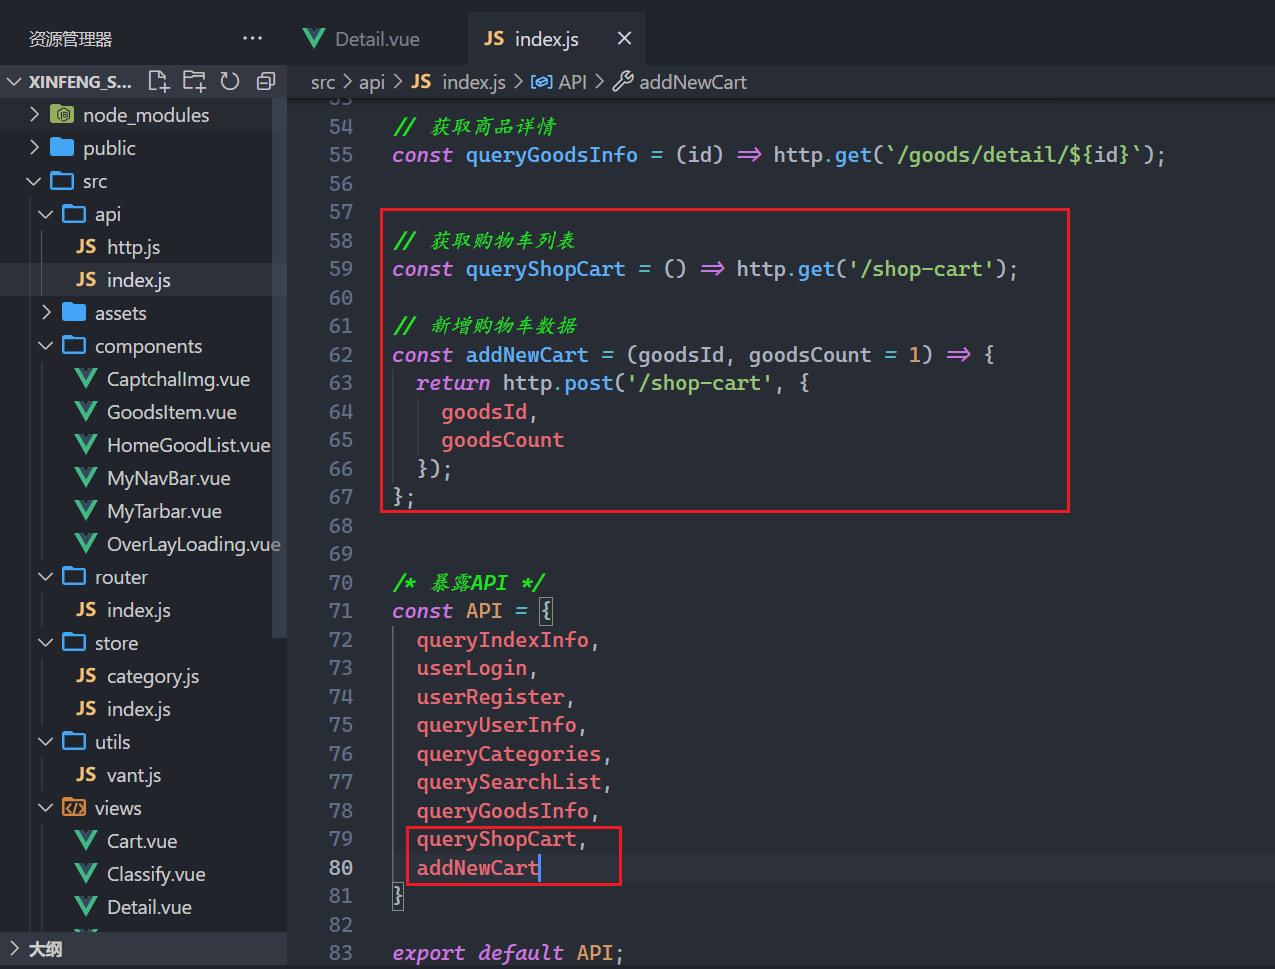 资源管理器
···
Detail.vue
JS index.js
XINFENG_S...
src > api > JS index.js > API > addNewCart
node_modules
public
src
api
JS http.js
JS index.js
assets
components
CaptchalImg.vue
GoodsItem.vue
HomeGoodList.vue
MyNavBar.vue
MyTarbar.vue
OverLayLoading.vue
router
JS index.js
store
JS category.js
JS index.js
utils
JS vant.js
views
Cart.vue
Classify.vue
Detail.vue
大纲
53
54 // 获取商品详情
55 const queryGoodsInfo = (id) => http.get(`/goods/detail/${id}`);
56
57
58 // 获取购物车列表
59 const queryShopCart = () => http.get('/shop-cart');
60
61 // 新增购物车数据
62 const addNewCart = (goodsId, goodsCount = 1) => {
63 return http.post('/shop-cart', {
64 goodsId,
65 goodsCount
66 });
67 };
68
69
70 /* 暴露API */
71 const API = {
72 queryIndexInfo,
73 userLogin,
74 userRegister,
75 queryUserInfo,
76 queryCategories,
77 querySearchList,
78 queryGoodsInfo,
79 queryShopCart,
80 addNewCart
81 }
82
83 export default API;